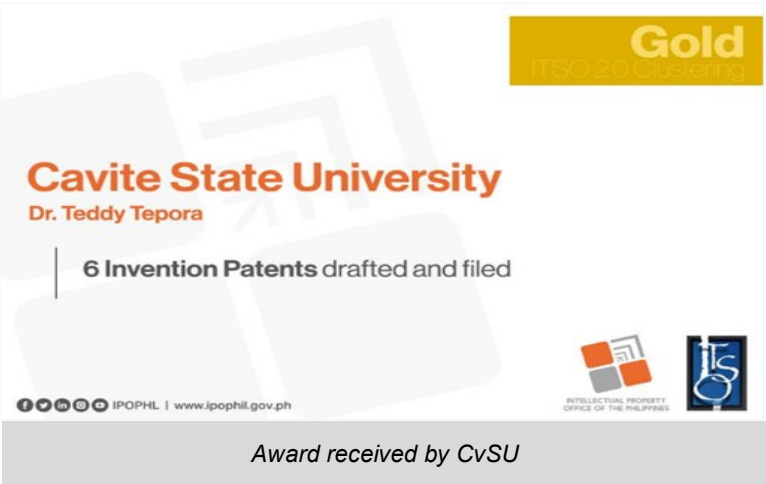 Gold
ITSO 2.0 Clustering
Cavite State University
Dr. Teddy Tepora
6 Invention Patents drafted and filed
INTELLECTUAL PROPERTY
OFFICE OF THE PHILIPPINES
ITSO
IPOPHL | www.ipophil.gov.ph
Award received by CvSU